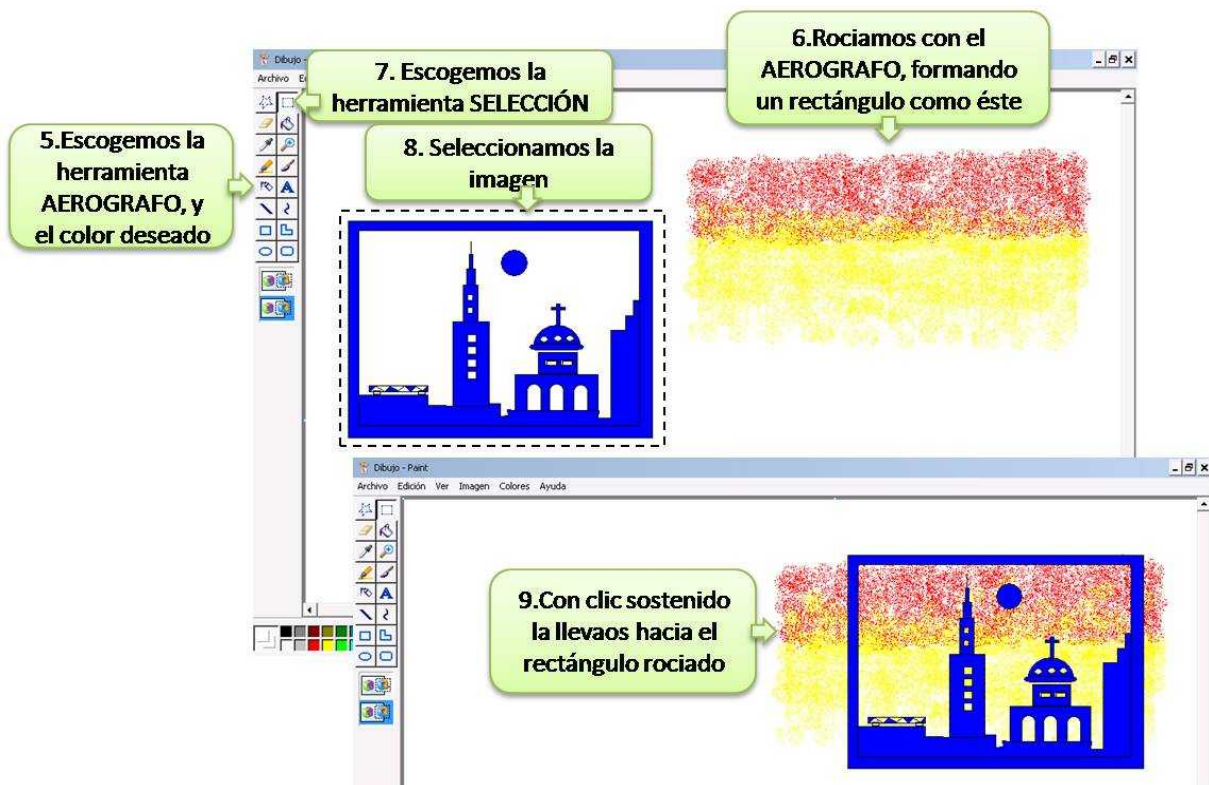 Dibujo -
Archivo
5.Escogemos la
herramienta
AEROGRAFO, y
el color deseado
6.Rociamos con el
AEROGRAFO, formando
un rectángulo como éste
7. Escogemos la
herramienta SELECCIÓN
8. Seleccionamos la
imagen
Dibujo - Paint
Archivo Edición Ver Imagen Colores Ayuda
9.Con clic sostenido
la llevaos hacia el
rectángulo rociado